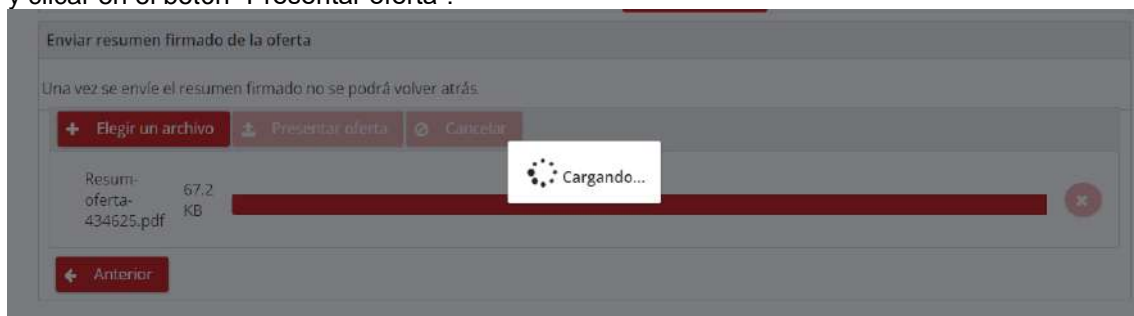 y clicar en el botón "Presentar oferta".
Enviar resumen firmado de la oferta
Una vez se envíe el resumen firmado no se podrá volver atrás.
Elegir un archivo Presentar oferta Cancelar
Cargando...
Resum-
oferta-
434625.pdf
67.2
KB
Anterior